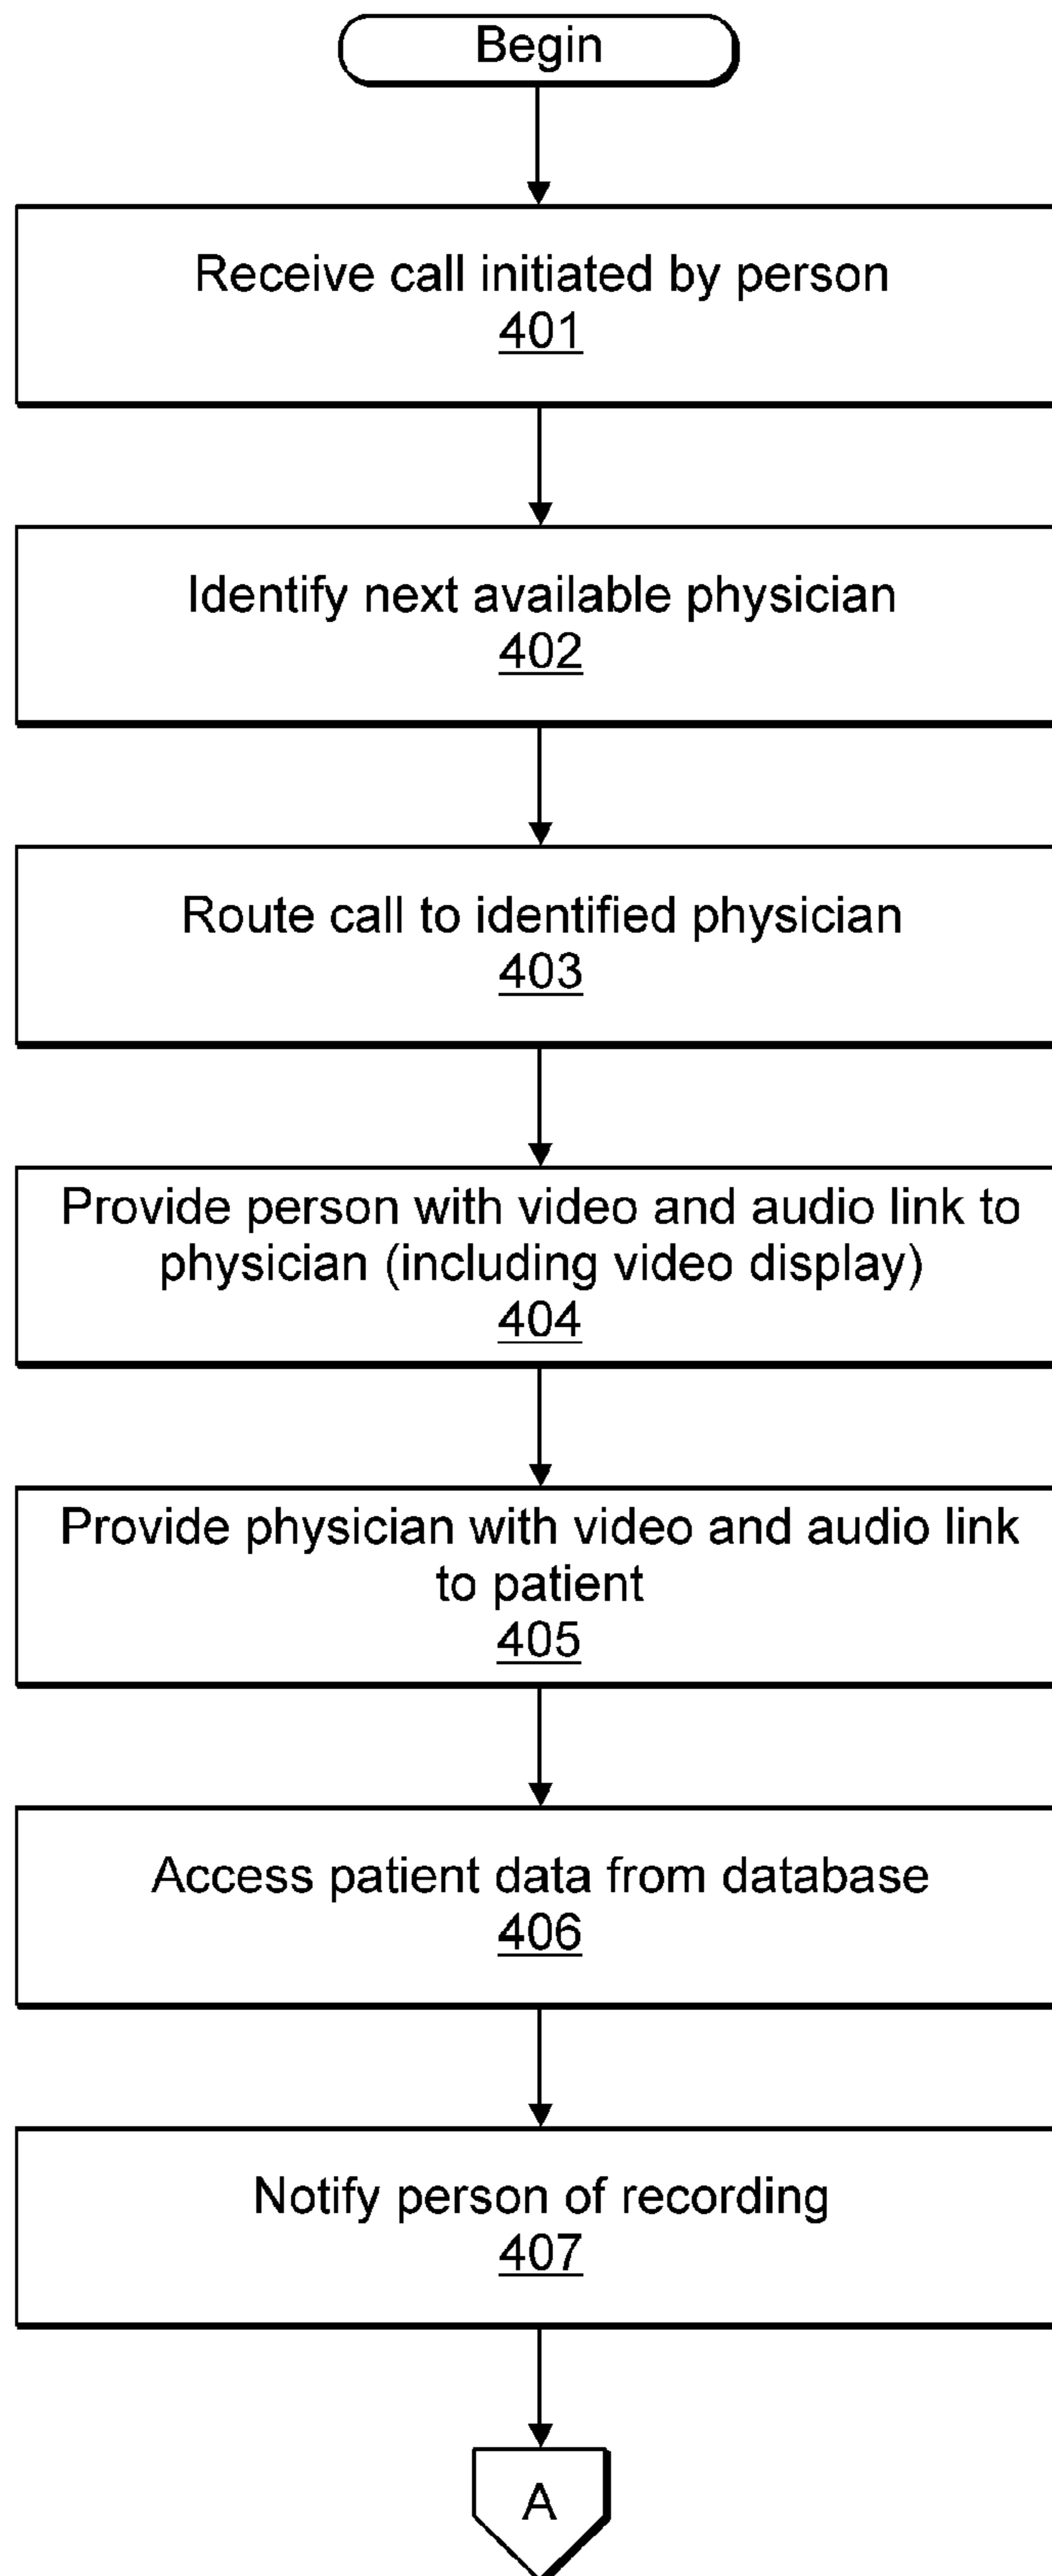 Begin
Receive call initiated by person
401
Identify next available physician
402
Route call to identified physician
403
Provide person with video and audio link to
physician (including video display)
404
Provide physician with video and audio link
to patient
405
Access patient data from database
406
Notify person of recording
407
A